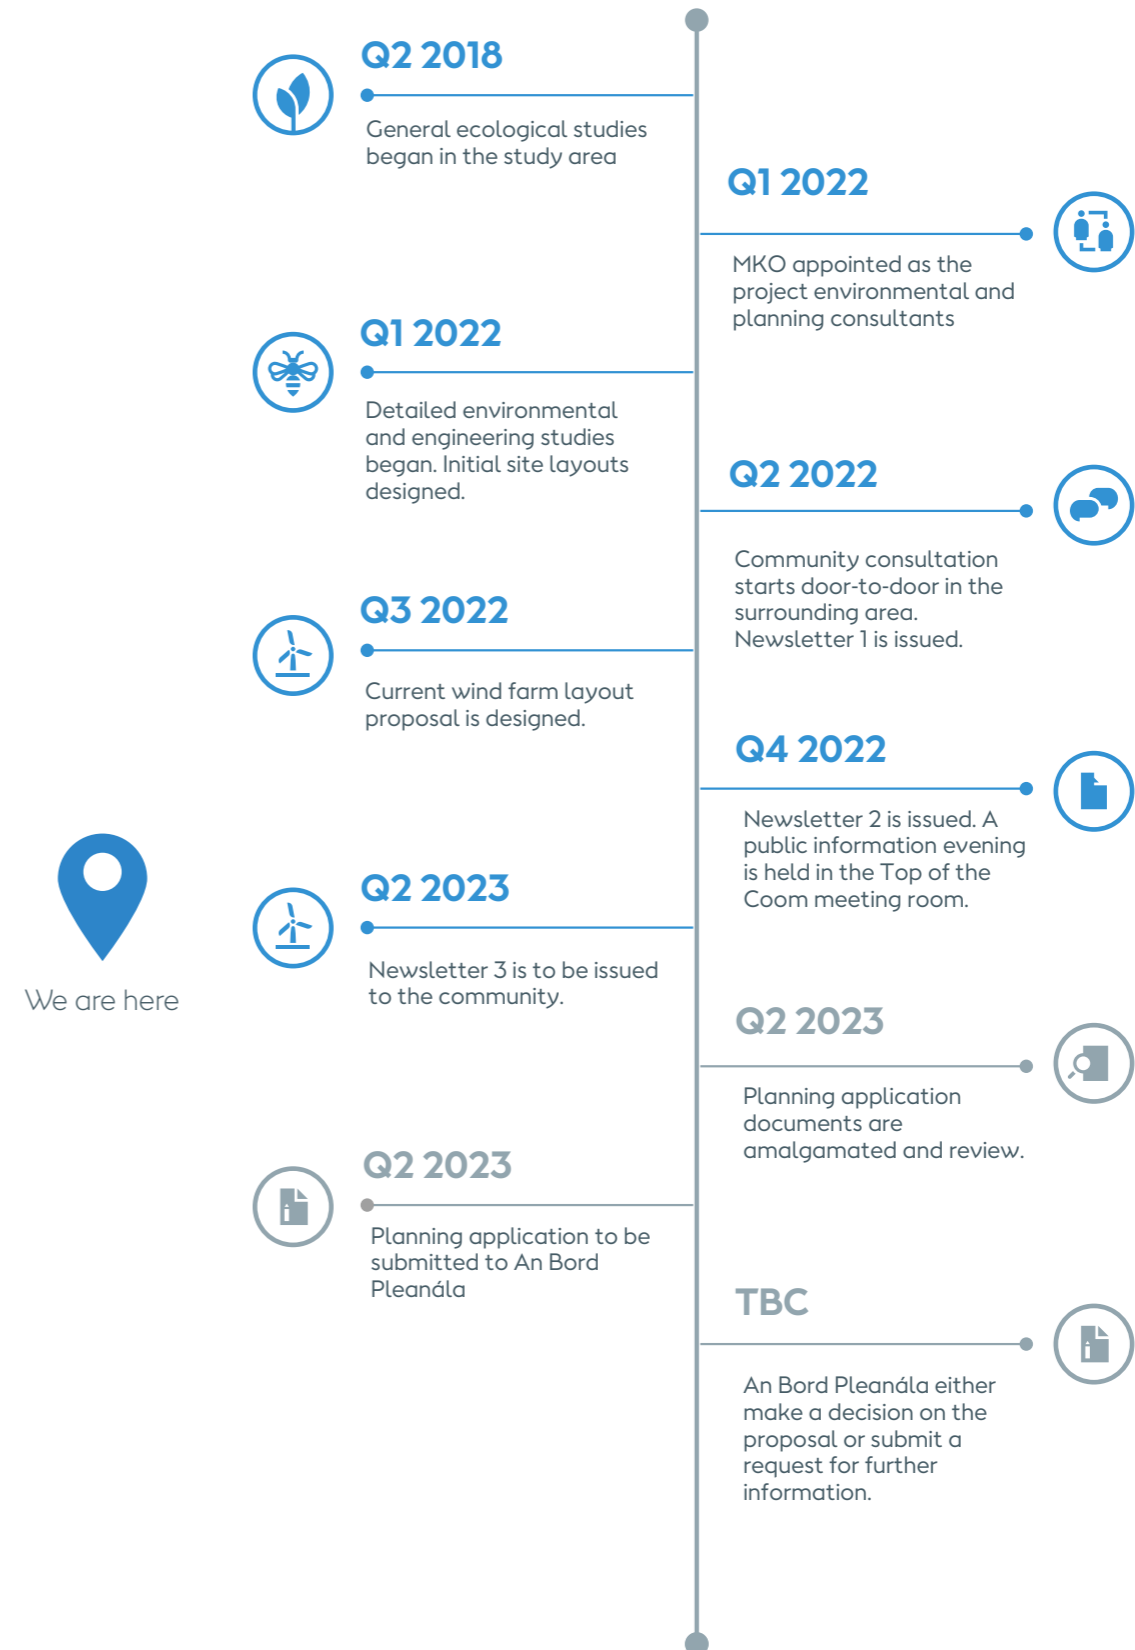 Q2 2018
General ecological studies
began in the study area
Q1 2022
MKO appointed as the
project environmental and
planning consultants
Q1 2022
Detailed environmental
and engineering studies
began. Initial site layouts
designed.
Q2 2022
Community consultation
starts door-to-door in the
surrounding area.
Newsletter 1 is issued.
Q3 2022
Current wind farm layout
proposal is designed.
Q4 2022
Newsletter 2 is issued. A
public information evening
is held in the Top of the
Coom meeting room.
We are here
Q2 2023
Newsletter 3 is to be issued
to the community.
Q2 2023
Planning application
documents are
amalgamated and review.
Q2 2023
Planning application to be
submitted to An Bord
Pleanála
TBC
An Bord Pleanála either
make a decision on the
proposal or submit a
request for further
information.